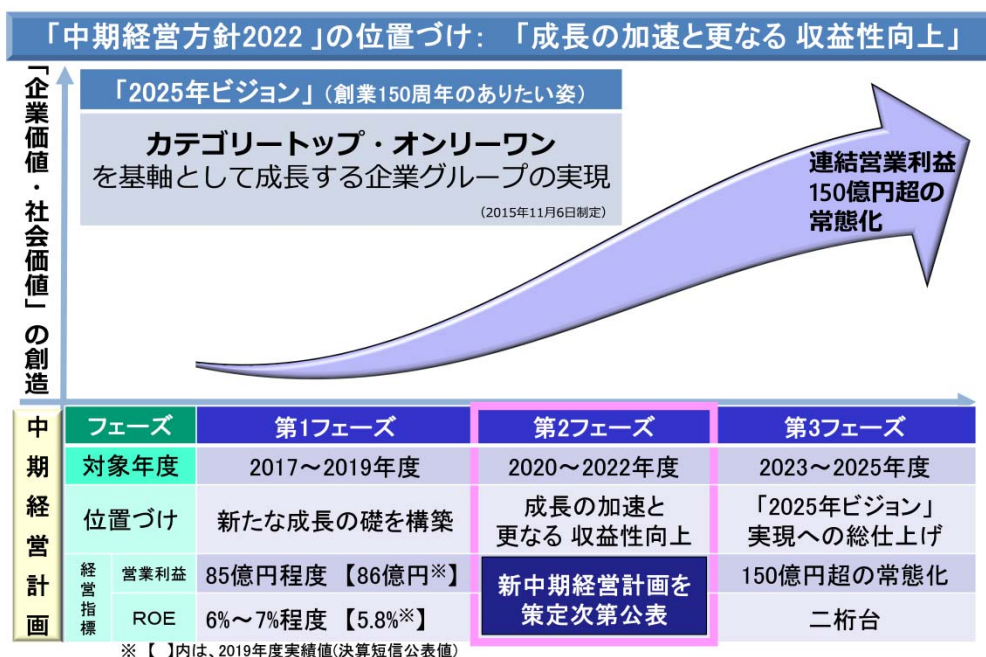 「中期経営方針2022 」の位置づけ： 「成長の加速と更なる 収益性向上」
「企業価値・社会価値」の創造
「2025年ビジョン」（創業150周年のありたい姿）
カテゴリートップ・オンリーワン
を基軸として成長する企業グループの実現
（2015年11月6日制定）
連結営業利益
150億円超の
常態化
中期経営計画
フェーズ 第1フェーズ 第2フェーズ 第3フェーズ
対象年度 2017～2019年度 2020～2022年度 2023～2025年度
位置づけ 新たな成長の礎を構築
成長の加速と
更なる 収益性向上
「2025年ビジョン」
実現への総仕上げ
経営指標
営業利益 85億円程度 【86億円※】
新中期経営計画を
策定次第公表
150億円超の常態化
ROE 6%～7%程度 【5.8%※】
二桁台
※ 【 】内は、2019年度実績値(決算短信公表値)